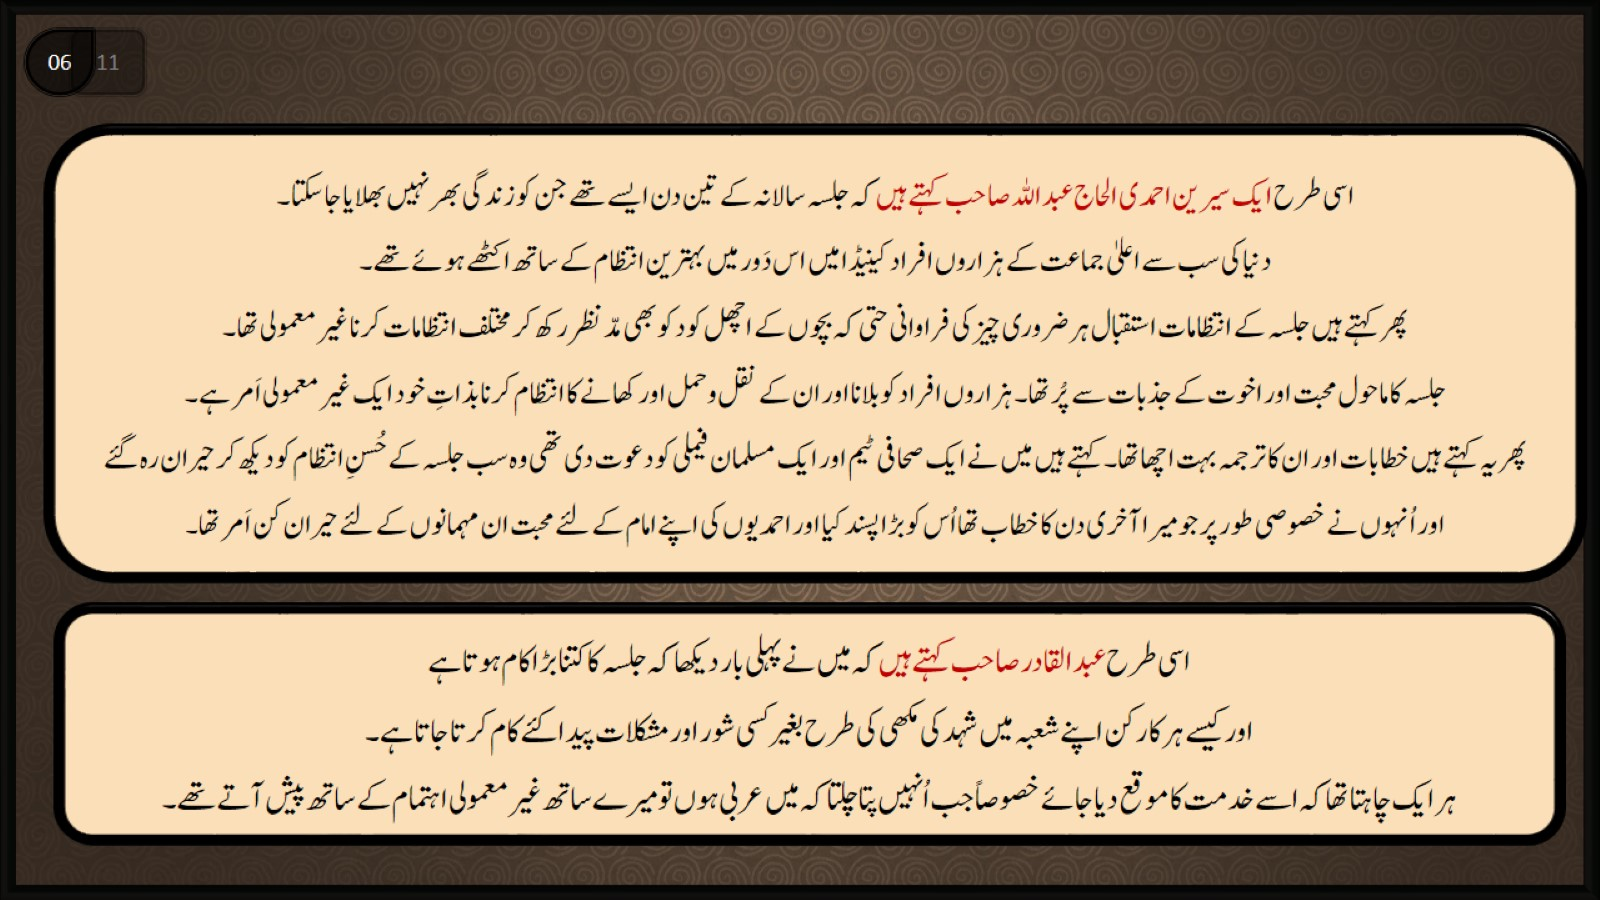 06 11
اسی طرح ایک سیرین احمدی الحاج عبد اللہ صاحب کہتے ہیں کہ جلسہ سالانہ کے تین دن ایسے تھے جن کو زندگی بھر نہیں بھلایا جا سکتا۔
دنیا کی سب سے اعلیٰ جماعت کے ہزاروں افراد کینیڈا میں اس دَور میں بہترین انتظام کے ساتھ اکٹھے ہوئے تھے۔
پھر کہتے ہیں جلسہ کے انتظامات استقبال ہر ضروری چیز کی فراوانی حتی کہ بچوں کے اچھل کود کو بھی مدّ نظر رکھ کر مختلف انتظامات کرنا غیر معمولی تھا۔
جلسہ کا ماحول محبت اور اخوت کے جذبات سے پُر تھا۔ ہزاروں افراد کو بلانا اور ان کے نقل و حمل اور کھانے کا انتظام کرنا بذاتِ خود ایک غیر معمولی اَمر ہے۔
پھر یہ کہتے ہیں خطابات اور ان کا ترجمہ بہت اچھا تھا۔ کہتے ہیں میں نے ایک صحافی ٹیم اور ایک مسلمان فیملی کو دعوت دی تھی وہ سب جلسہ کے حُسنِ انتظام کو دیکھ کر حیران رہ گئے
اور اُنہوں نے خصوصی طور پر جو میرا آخری دن کا خطاب تھا اُس کو بڑا پسند کیا اور احمدیوں کی اپنے امام کے لئے محبت ان مہمانوں کے لئے حیران کن اَمر تھا۔
اسی طرح عبد القادر صاحب کہتے ہیں کہ میں نے پہلی بار دیکھا کہ جلسہ کا کتنا بڑا کام ہوتا ہے
اور کیسے ہر کارکن اپنے شعبہ میں شہد کی مکھی کی طرح بغیر کسی شور اور مشکلات پیدا کئے کام کرتا جاتا ہے۔
ہر ایک چاہتا تھا کہ اسے خدمت کا موقع دیا جائے خصوصاً جب اُنہیں پتا چلتا کہ میں عربی ہوں تو میرے ساتھ غیر معمولی اہتمام کے ساتھ پیش آتے تھے۔